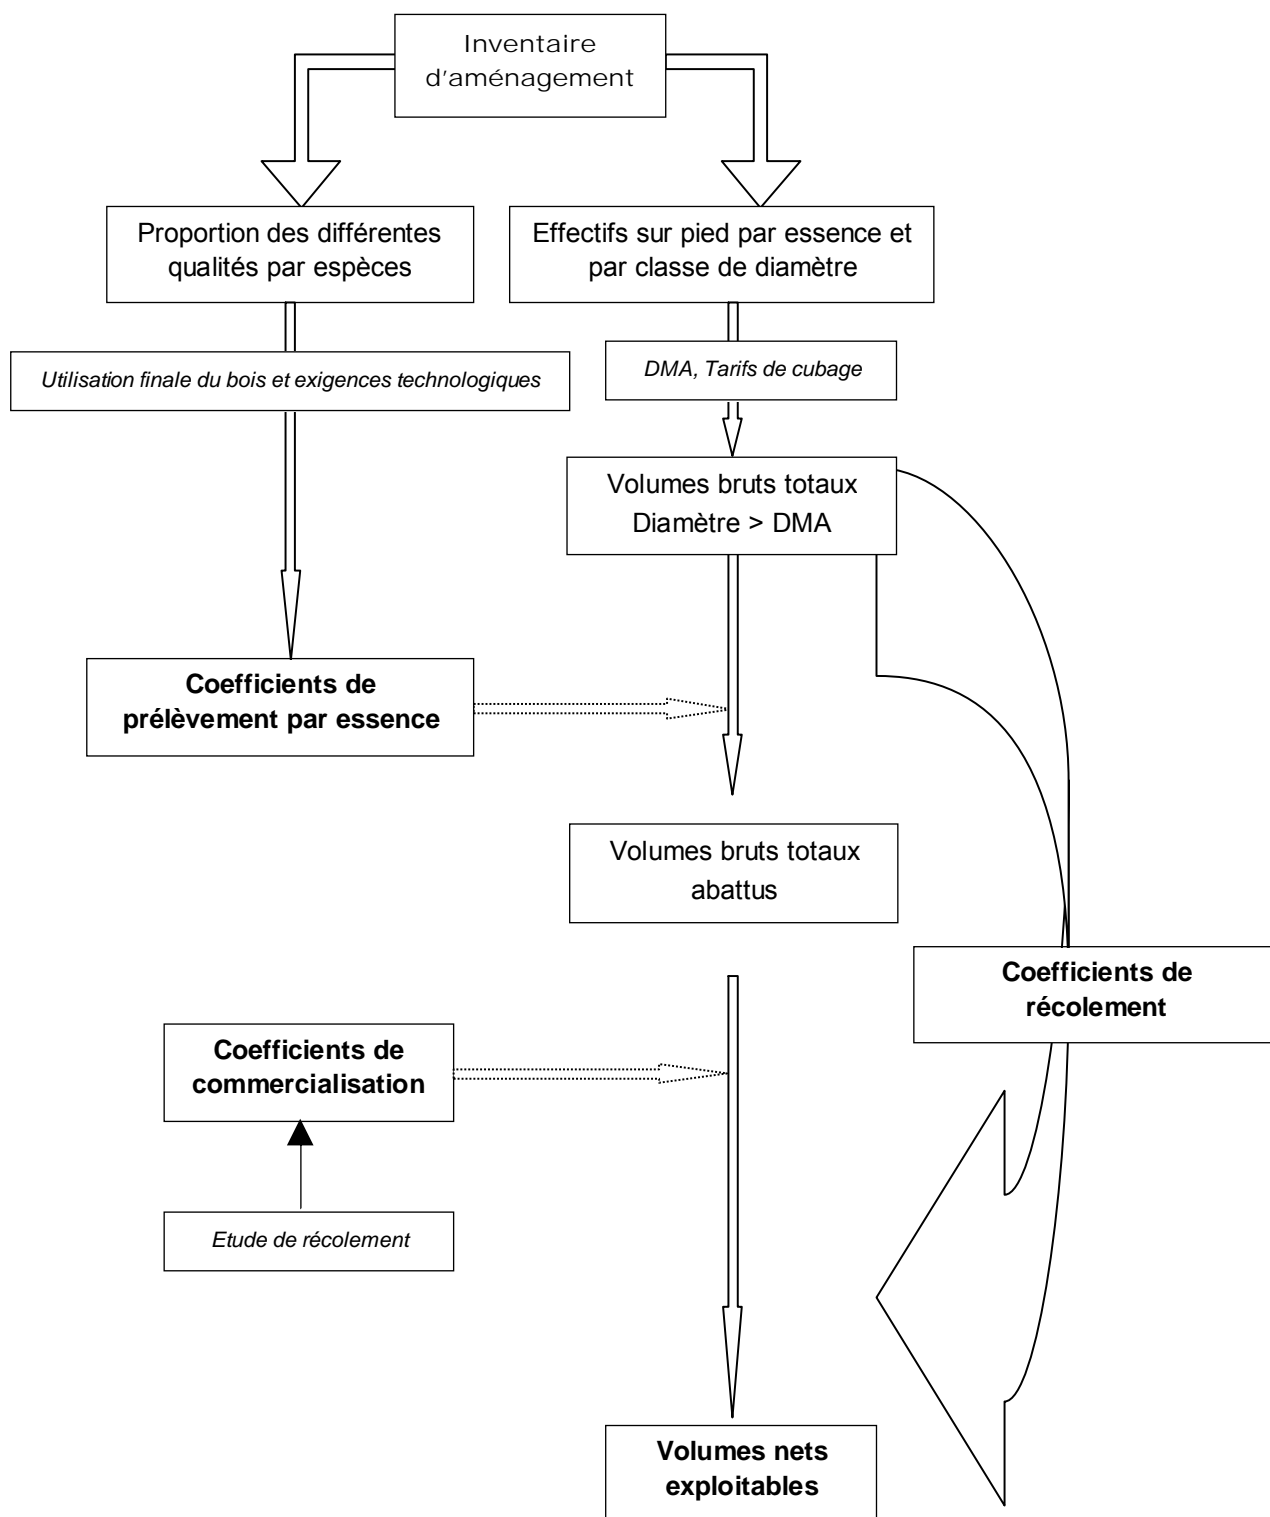 Inventaire
d'aménagement
Proportion des différentes
qualités par espèces
Effectifs sur pied par essence et
par classe de diamètre
Utilisation finale du bois et exigences technologiques
DMA, Tarifs de cubage
Volumes bruts totaux
Diamètre > DMA
Coefficients de
prélèvement par essence
Volumes bruts totaux
abattus
Coefficients de
récolement
Coefficients de
commercialisation
Etude de récolement
Volumes nets
exploitables